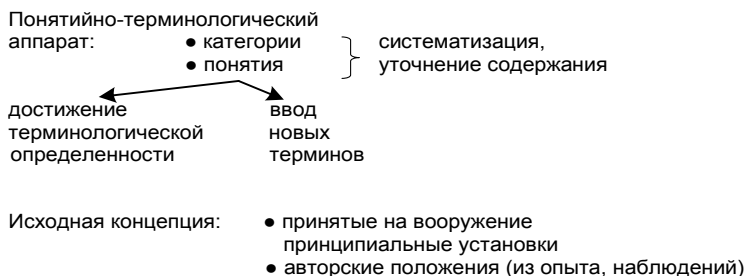 Понятийно-терминологический
аппарат: ● категории систематизация,
● понятия уточнение содержания
достижение ввод
терминологической новых
определенности терминов
Исходная концепция: ● принятые на вооружение
принципиальные установки
● авторские положения (из опыта, наблюдений)